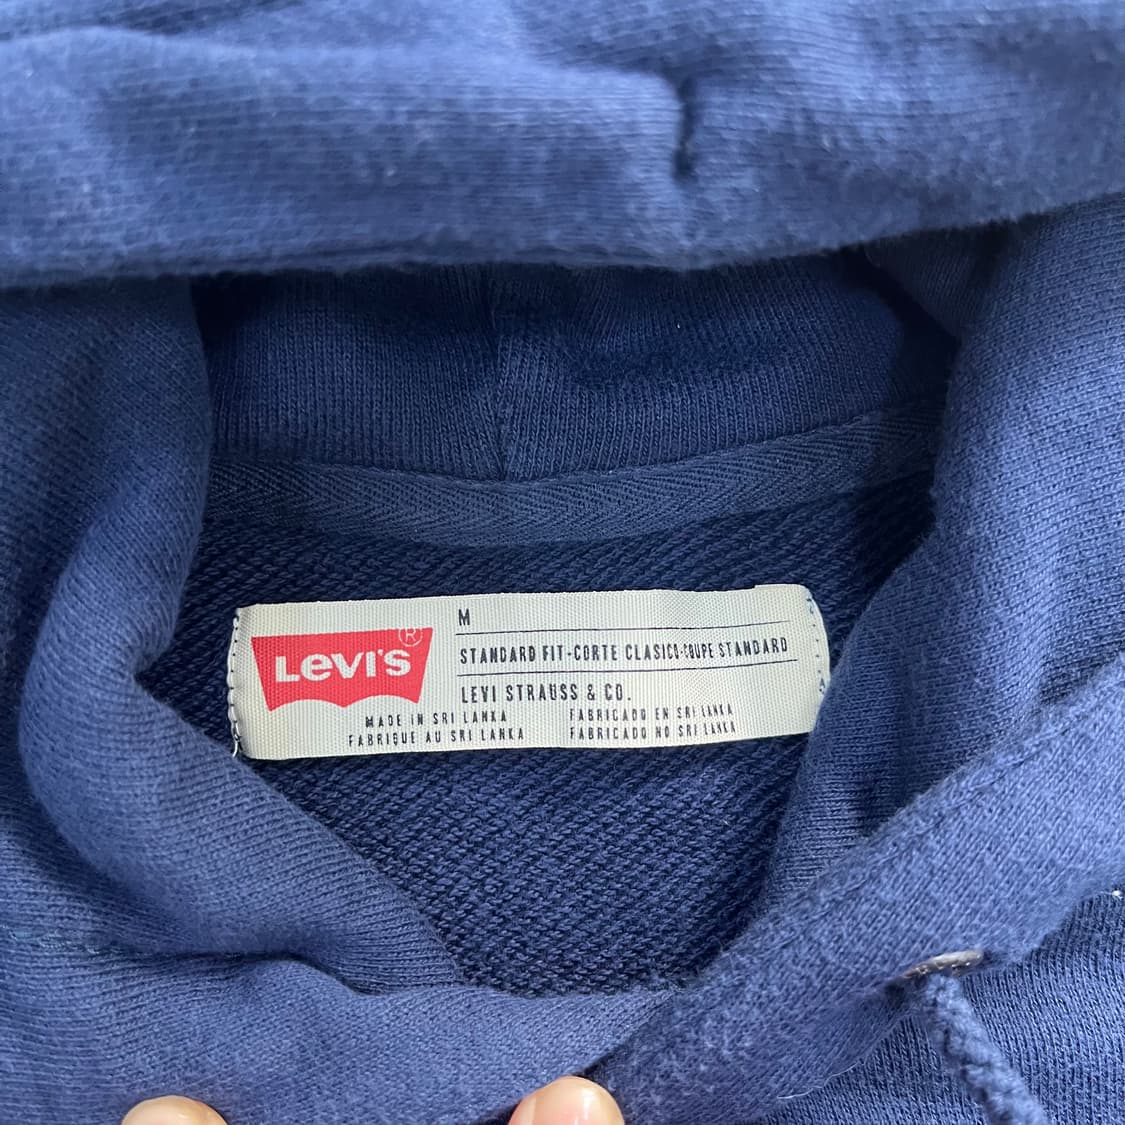 LEVI'S®
M
STANDARD FIT-CORTE CLASICO-COUPE STANDARD
LEVI STRAUSS & CO.
MADE IN SRI LANKA
FABRIQUE AU SRI LANKA
FABRICADO EN SRI LANKA
FABRICADO NO SRI LANKA